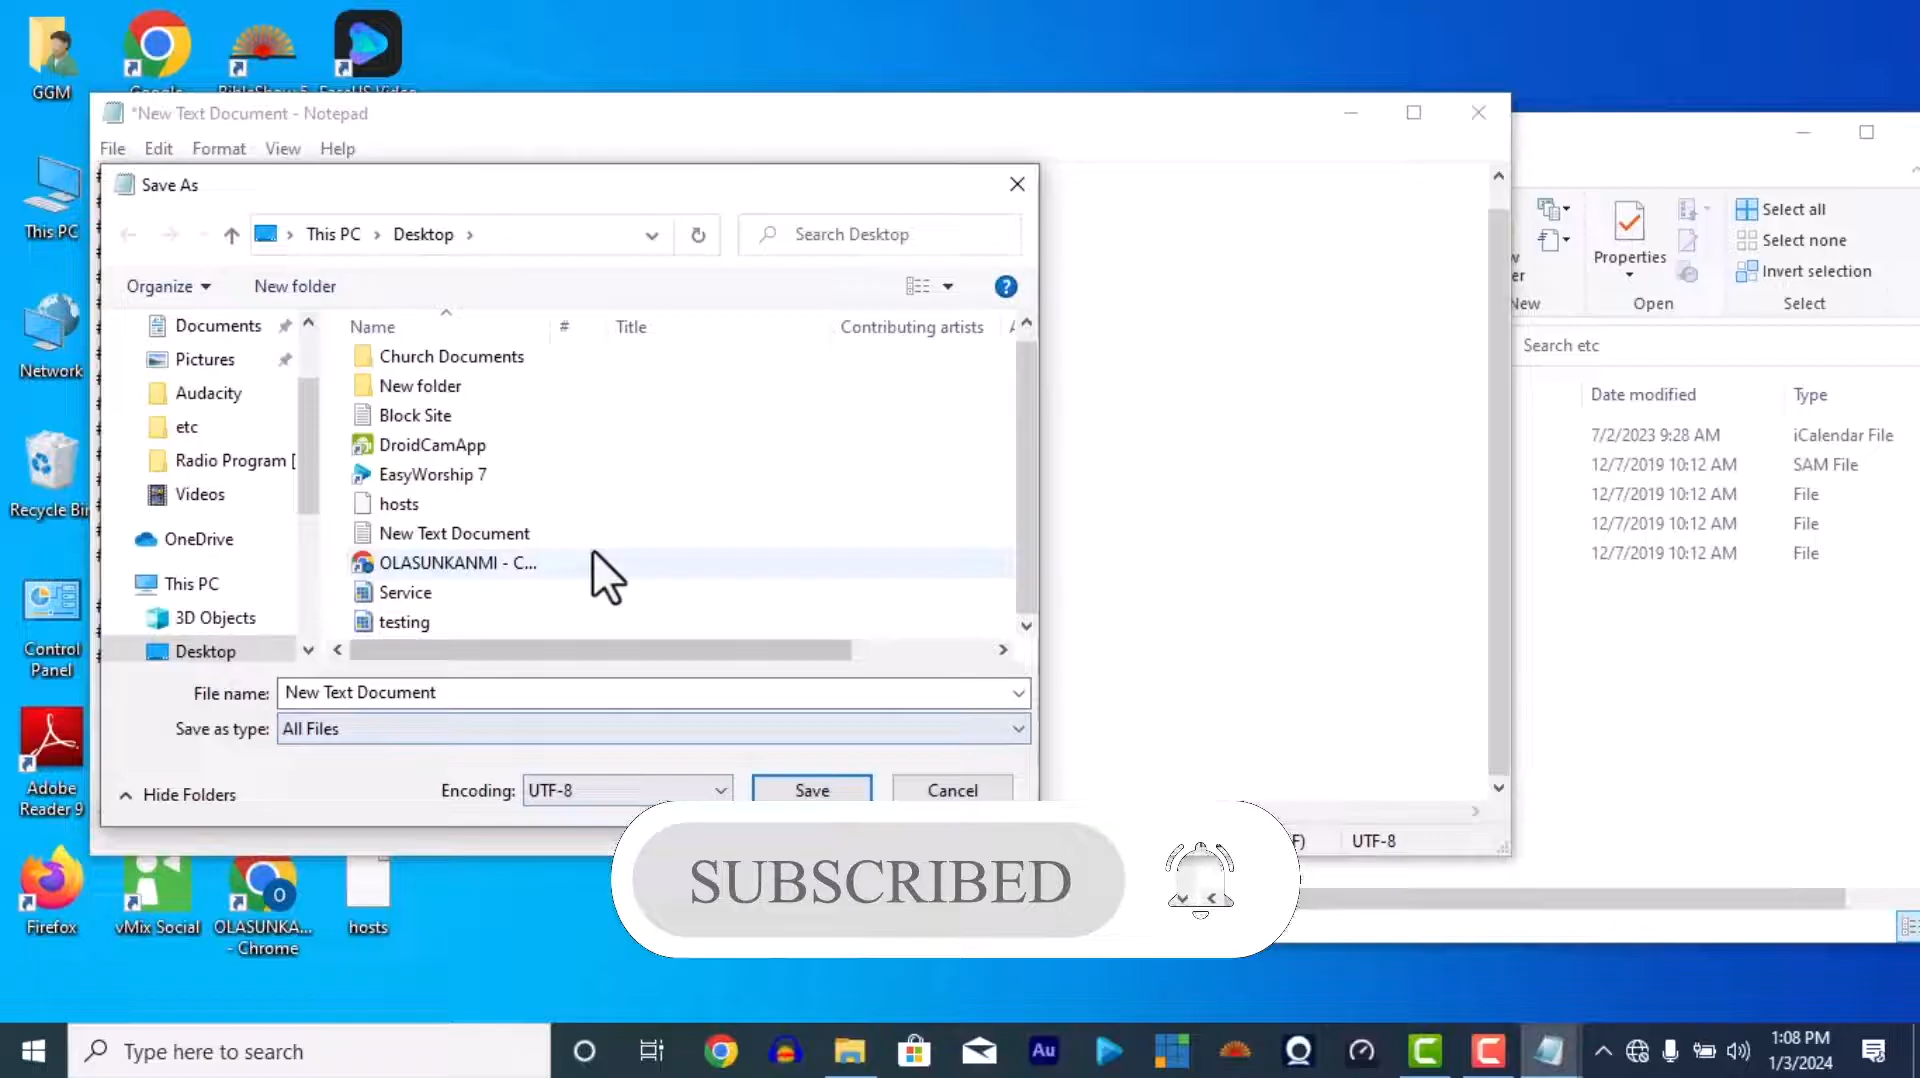 GGM
*New Text Document - Notepad
File Edit Format View Help
Save As
This PC
Desktop
Search Desktop
Organize
New folder
Documents
Pictures
Audacity
etc
Radio Program [
Videos
OneDrive
This PC
3D Objects
Desktop
Name # Title Contributing artists
Church Documents
New folder
Block Site
DroidCamApp
EasyWorship 7
hosts
New Text Document
OLASUNKANMI - C...
Service
testing
File name: New Text Document
Save as type: All Files
Hide Folders
Encoding: UTF-8
Save
Cancel
Select all
Select none
Invert selection
Properties
New
Open
Select
Search etc
Date modified Type
7/2/2023 9:28 AM iCalendar File
12/7/2019 10:12 AM SAM File
12/7/2019 10:12 AM File
12/7/2019 10:12 AM File
12/7/2019 10:12 AM File
UTF-8
This PC
Network
Recycle Bin
Control
Panel
Adobe
Reader 9
Firefox
vMix Social
OLASUNKA...
- Chrome
hosts
SUBSCRIBED
Type here to search
Au
1:08 PM
1/3/2024